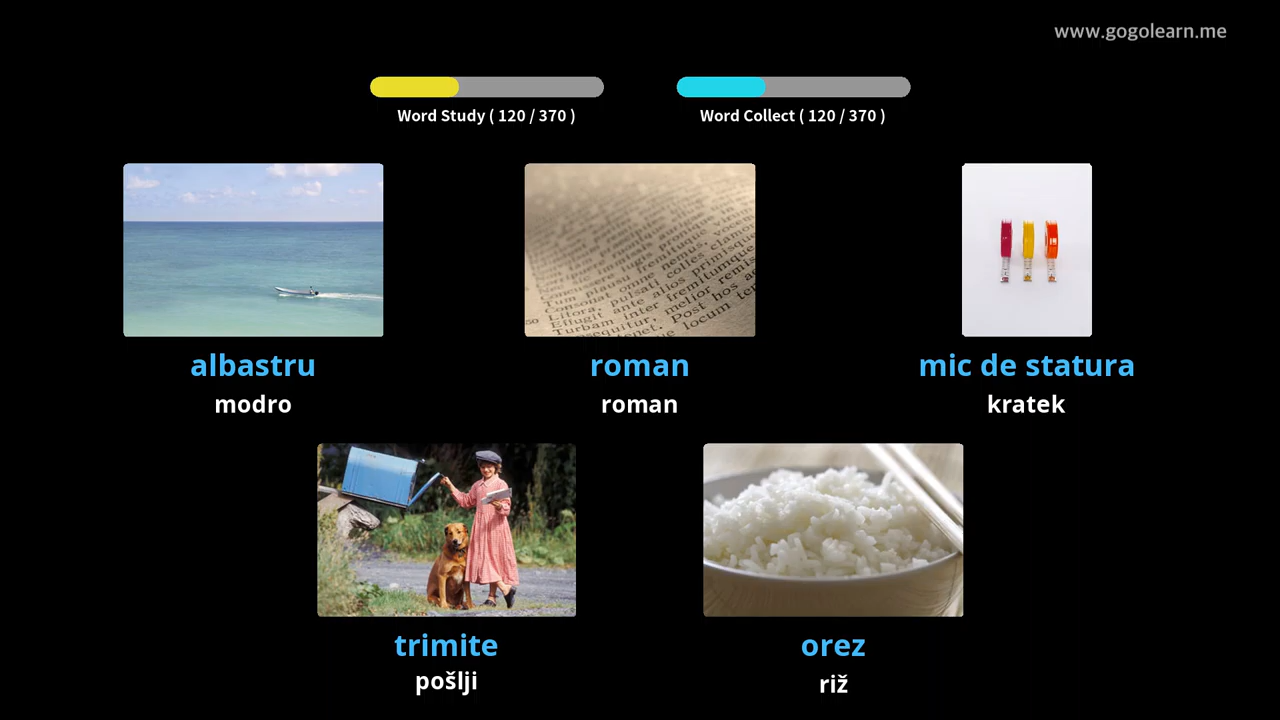 www.gogolearn.me
Word Study ( 120 / 370 )
Word Collect ( 120 / 370 )
albastru
modro
roman
roman
mic de statura
kratek
trimite
pošlji
orez
riž